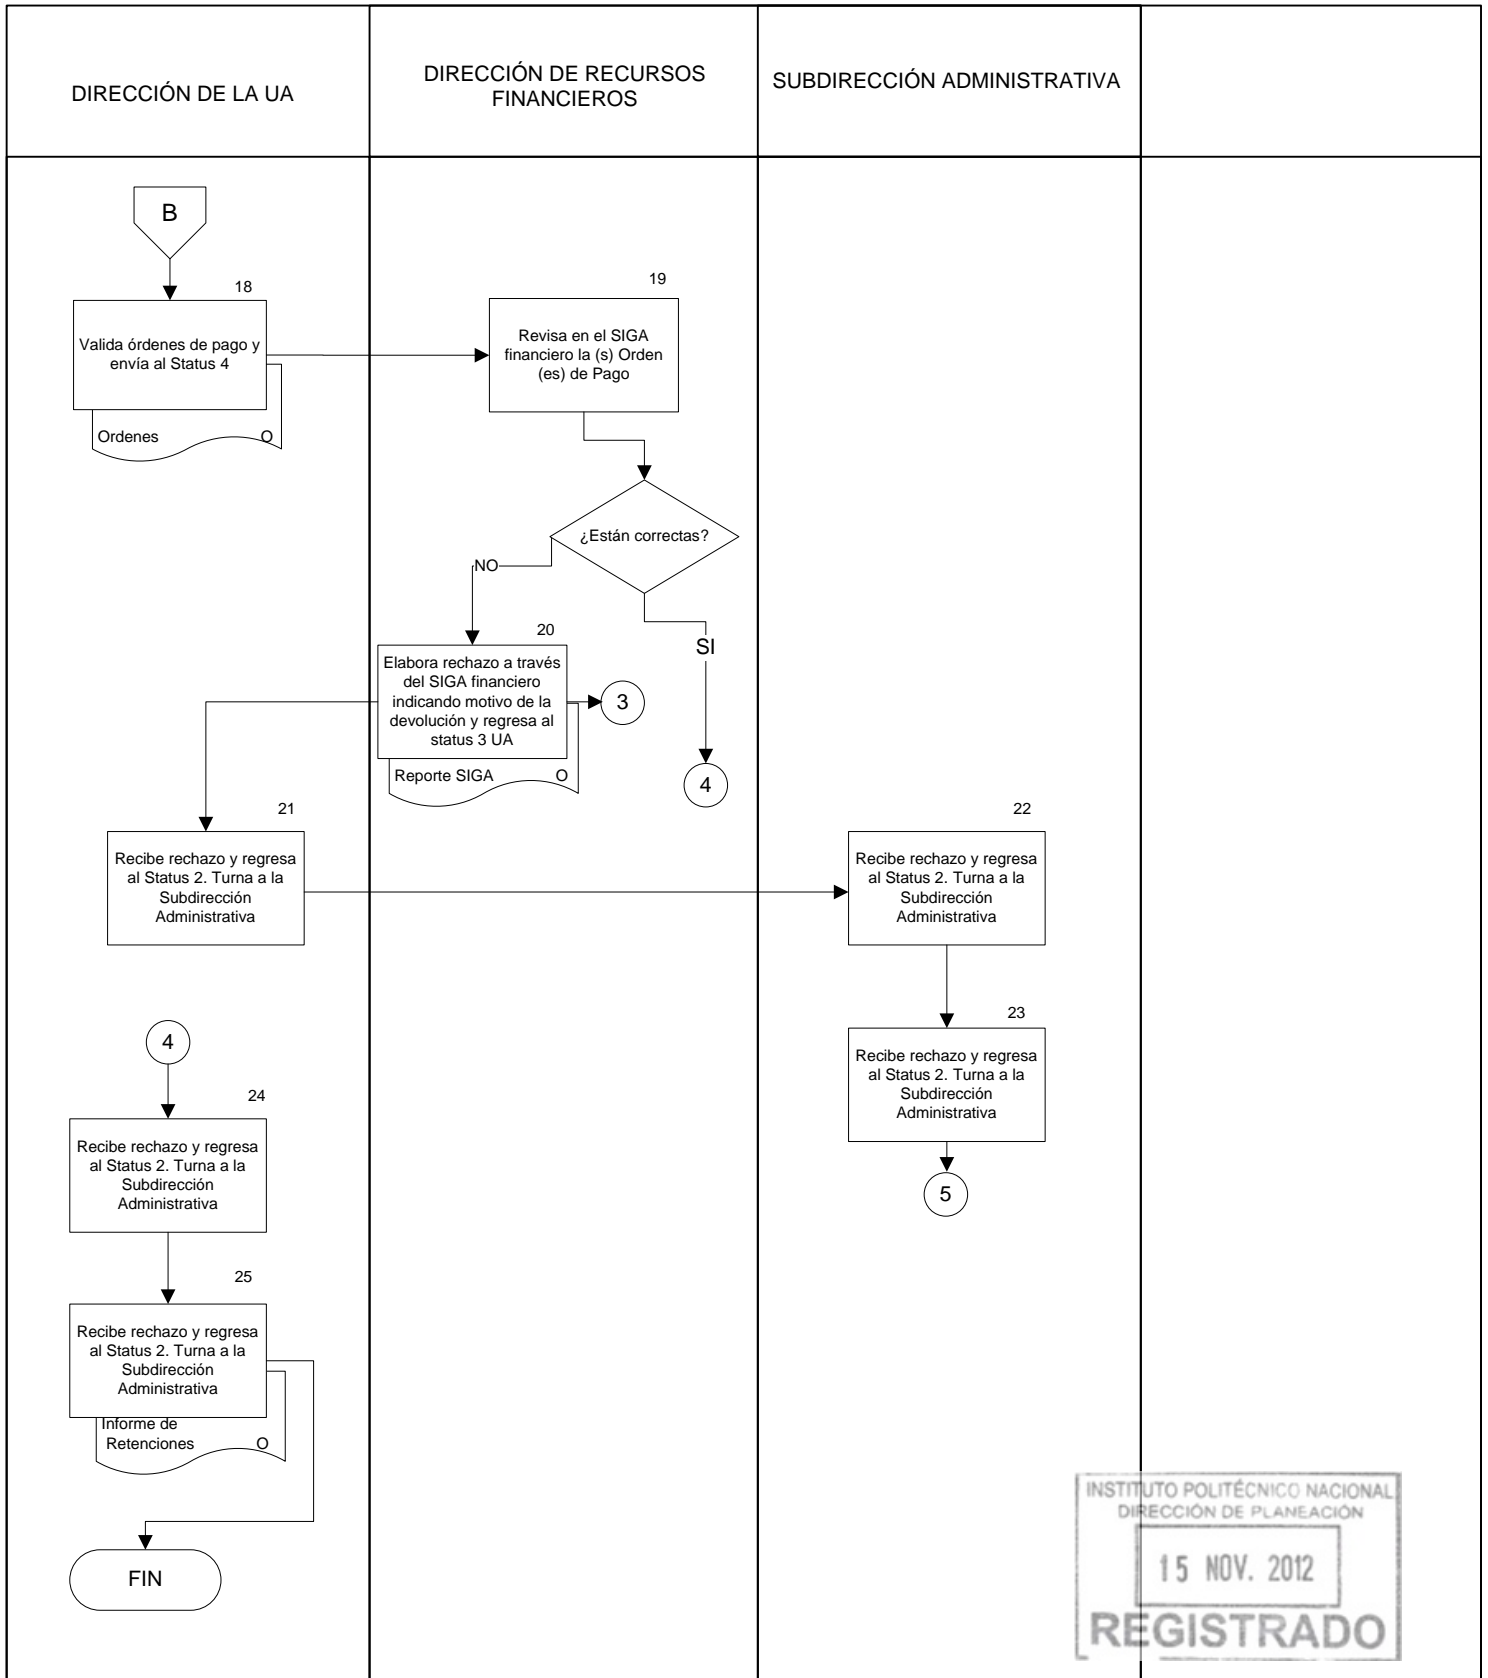 DIRECCIÓN DE LA UA
DIRECCIÓN DE RECURSOS
FINANCIEROS
SUBDIRECCIÓN ADMINISTRATIVA
B
18
Valida órdenes de pago y
envía al Status 4
Ordenes O
19
Revisa en el SIGA
financiero la (s) Orden
(es) de Pago
¿Están correctas?
NO
SI
20
Elabora rechazo a través
del SIGA financiero
indicando motivo de la
devolución y regresa al
status 3 UA
Reporte SIGA O
3
4
21
Recibe rechazo y regresa
al Status 2. Turna a la
Subdirección
Administrativa
22
Recibe rechazo y regresa
al Status 2. Turna a la
Subdirección
Administrativa
23
Recibe rechazo y regresa
al Status 2. Turna a la
Subdirección
Administrativa
5
4
24
Recibe rechazo y regresa
al Status 2. Turna a la
Subdirección
Administrativa
25
Recibe rechazo y regresa
al Status 2. Turna a la
Subdirección
Administrativa
Informe de
Retenciones O
FIN
INSTITUTO POLITÉCNICO NACIONAL
DIRECCIÓN DE PLANEACIÓN
15 NOV. 2012
REGISTRADO